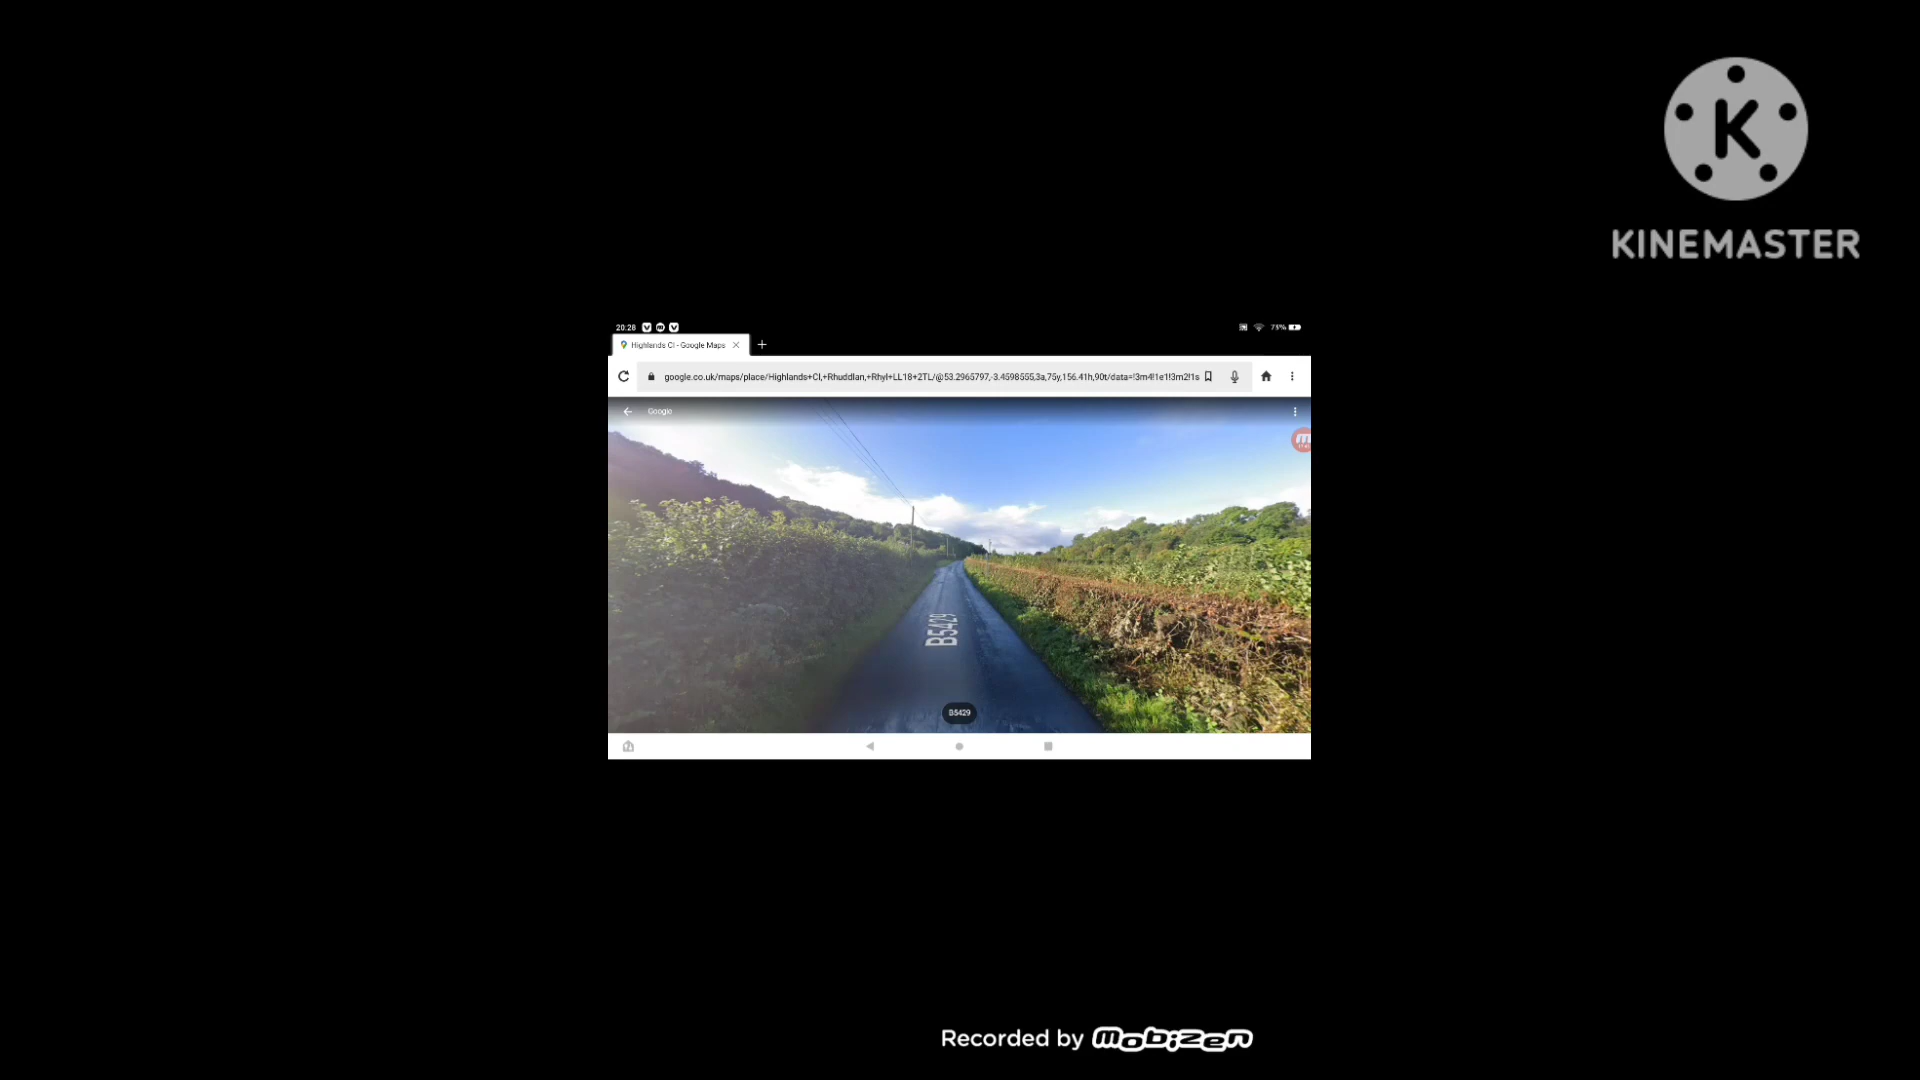 K
KINEMASTER
20:28
73%
Highlands Cl - Google Maps
google.co.uk/maps/place/Highlands+Cl,+Rhuddlan,+Rhyl+LL18+2TL/@53.2965797,-3.4598555,3a,75y,156.41h,90t/data=!3m4!1e1!3m2!1s
Google
B5429
B5429
Recorded by mobizen